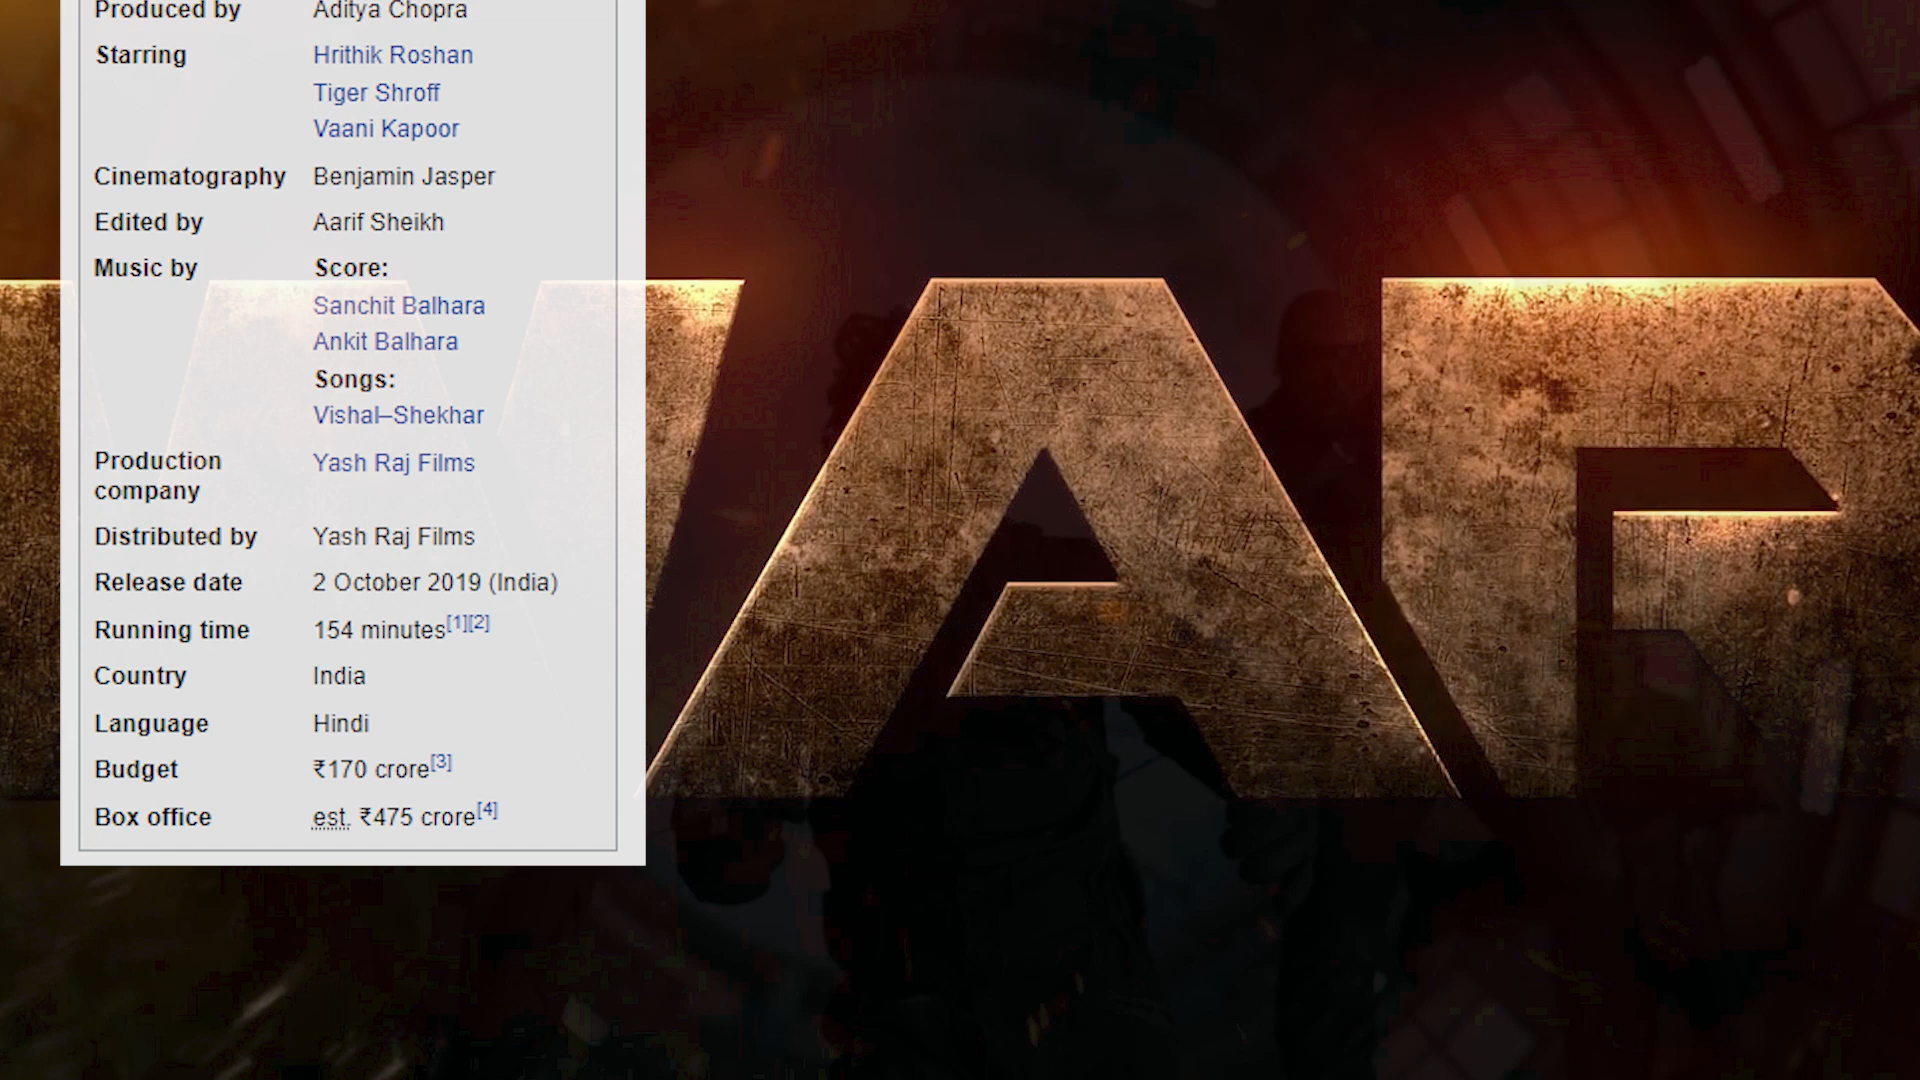 Produced by Aditya Chopra
Starring Hrithik Roshan
Tiger Shroff
Vaani Kapoor
Cinematography Benjamin Jasper
Edited by Aarif Sheikh
Music by Score:
Sanchit Balhara
Ankit Balhara
Songs:
Vishal–Shekhar
Production company Yash Raj Films
Distributed by Yash Raj Films
Release date 2 October 2019 (India)
Running time 154 minutes[1][2]
Country India
Language Hindi
Budget ₹170 crore[3]
Box office est. ₹475 crore[4]
WAR